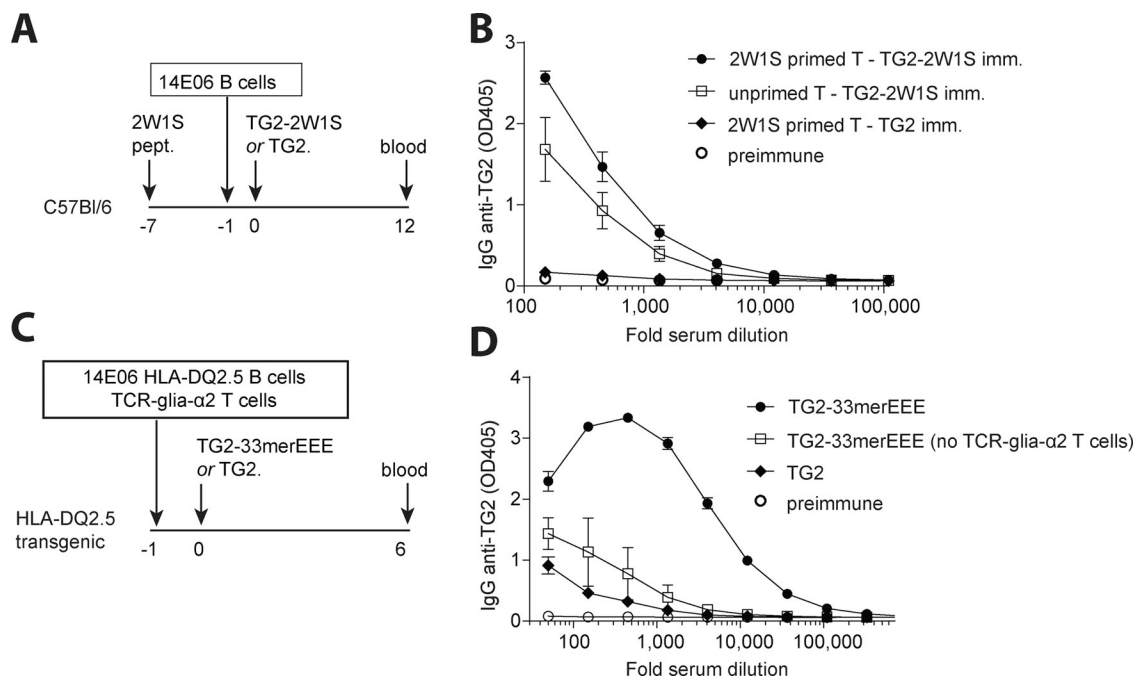 A
14E06 B cells
2W1S
pept.
TG2-2W1S
or TG2.
blood
C57Bl/6
-7
-1
0
12
B
IgG anti-TG2 (OD405)
3
2
1
0
100
1,000
10,000
100,000
Fold serum dilution
2W1S primed T - TG2-2W1S imm.
unprimed T - TG2-2W1S imm.
2W1S primed T - TG2 imm.
preimmune
C
14E06 HLA-DQ2.5 B cells
TCR-glia-α2 T cells
TG2-33merEEE
or TG2.
blood
HLA-DQ2.5
transgenic
-1
0
6
D
IgG anti-TG2 (OD405)
4
3
2
1
0
100
1,000
10,000
100,000
Fold serum dilution
TG2-33merEEE
TG2-33merEEE (no TCR-glia-α2 T cells)
TG2
preimmune